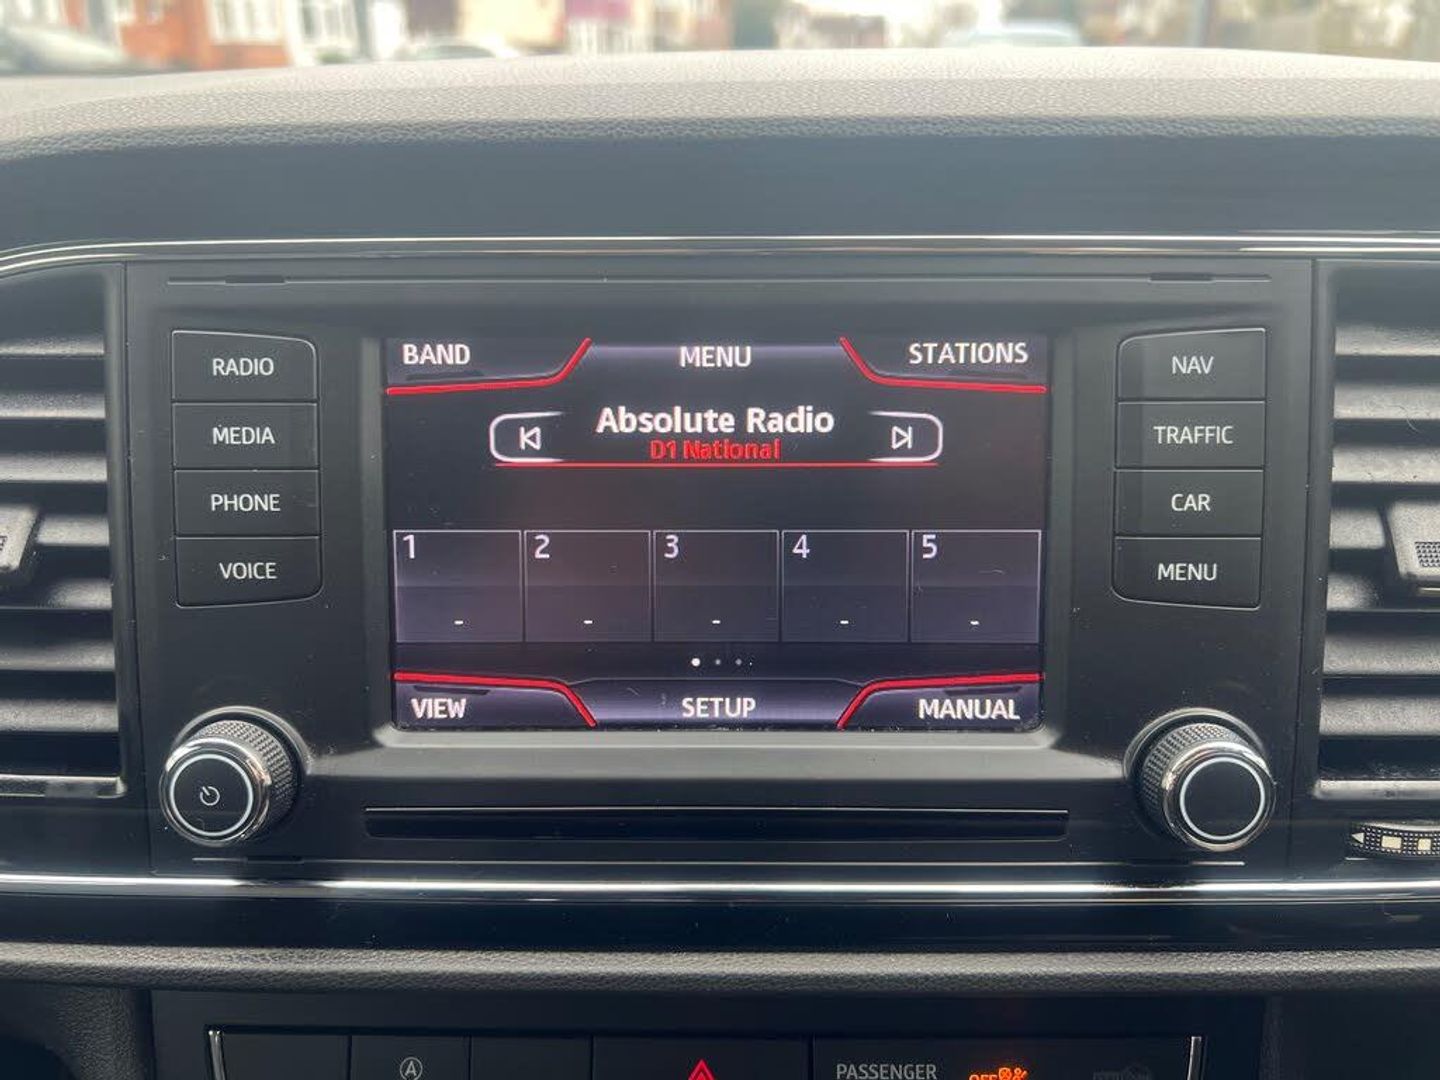 BAND MENU STATIONS
Absolute Radio
D1 National
1 2 3 4 5
- - - - -
VIEW SETUP MANUAL
RADIO
MEDIA
PHONE
VOICE
NAV
TRAFFIC
CAR
MENU
A
PASSENGER
OFF